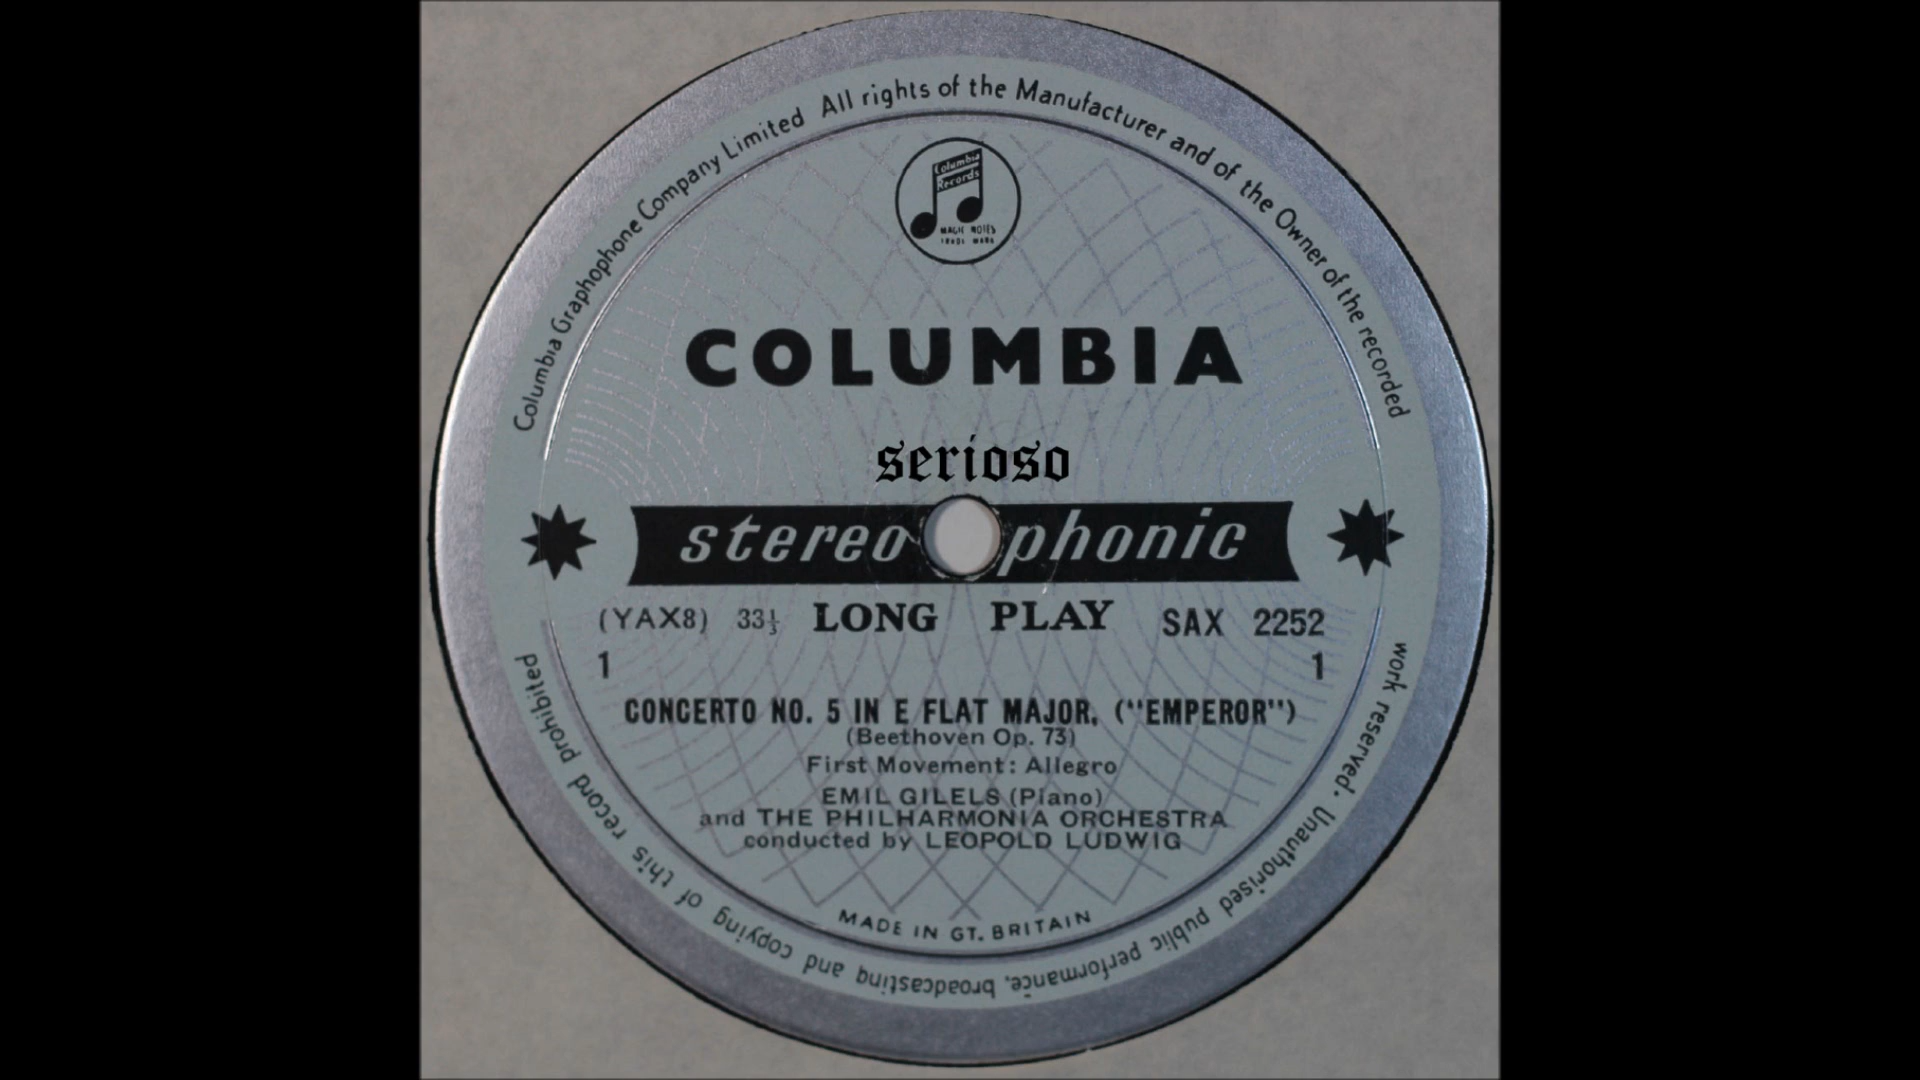 Columbia Graphophone Company Limited All rights of the Manufacturer and of the Owner of the recorded
work reserved · Unauthorised public performance, broadcasting and copying of this record prohibited
Columbia
Records
MAGIC NOTES
TRADE MARK
COLUMBIA
serioso
stereophonic
(YAX8) 33⅓ LONG PLAY SAX 2252
1 1
CONCERTO NO. 5 IN E FLAT MAJOR, ("EMPEROR")
(Beethoven Op. 73)
First Movement: Allegro
EMIL GILELS (Piano)
and THE PHILHARMONIA ORCHESTRA
conducted by LEOPOLD LUDWIG
MADE IN GT. BRITAIN